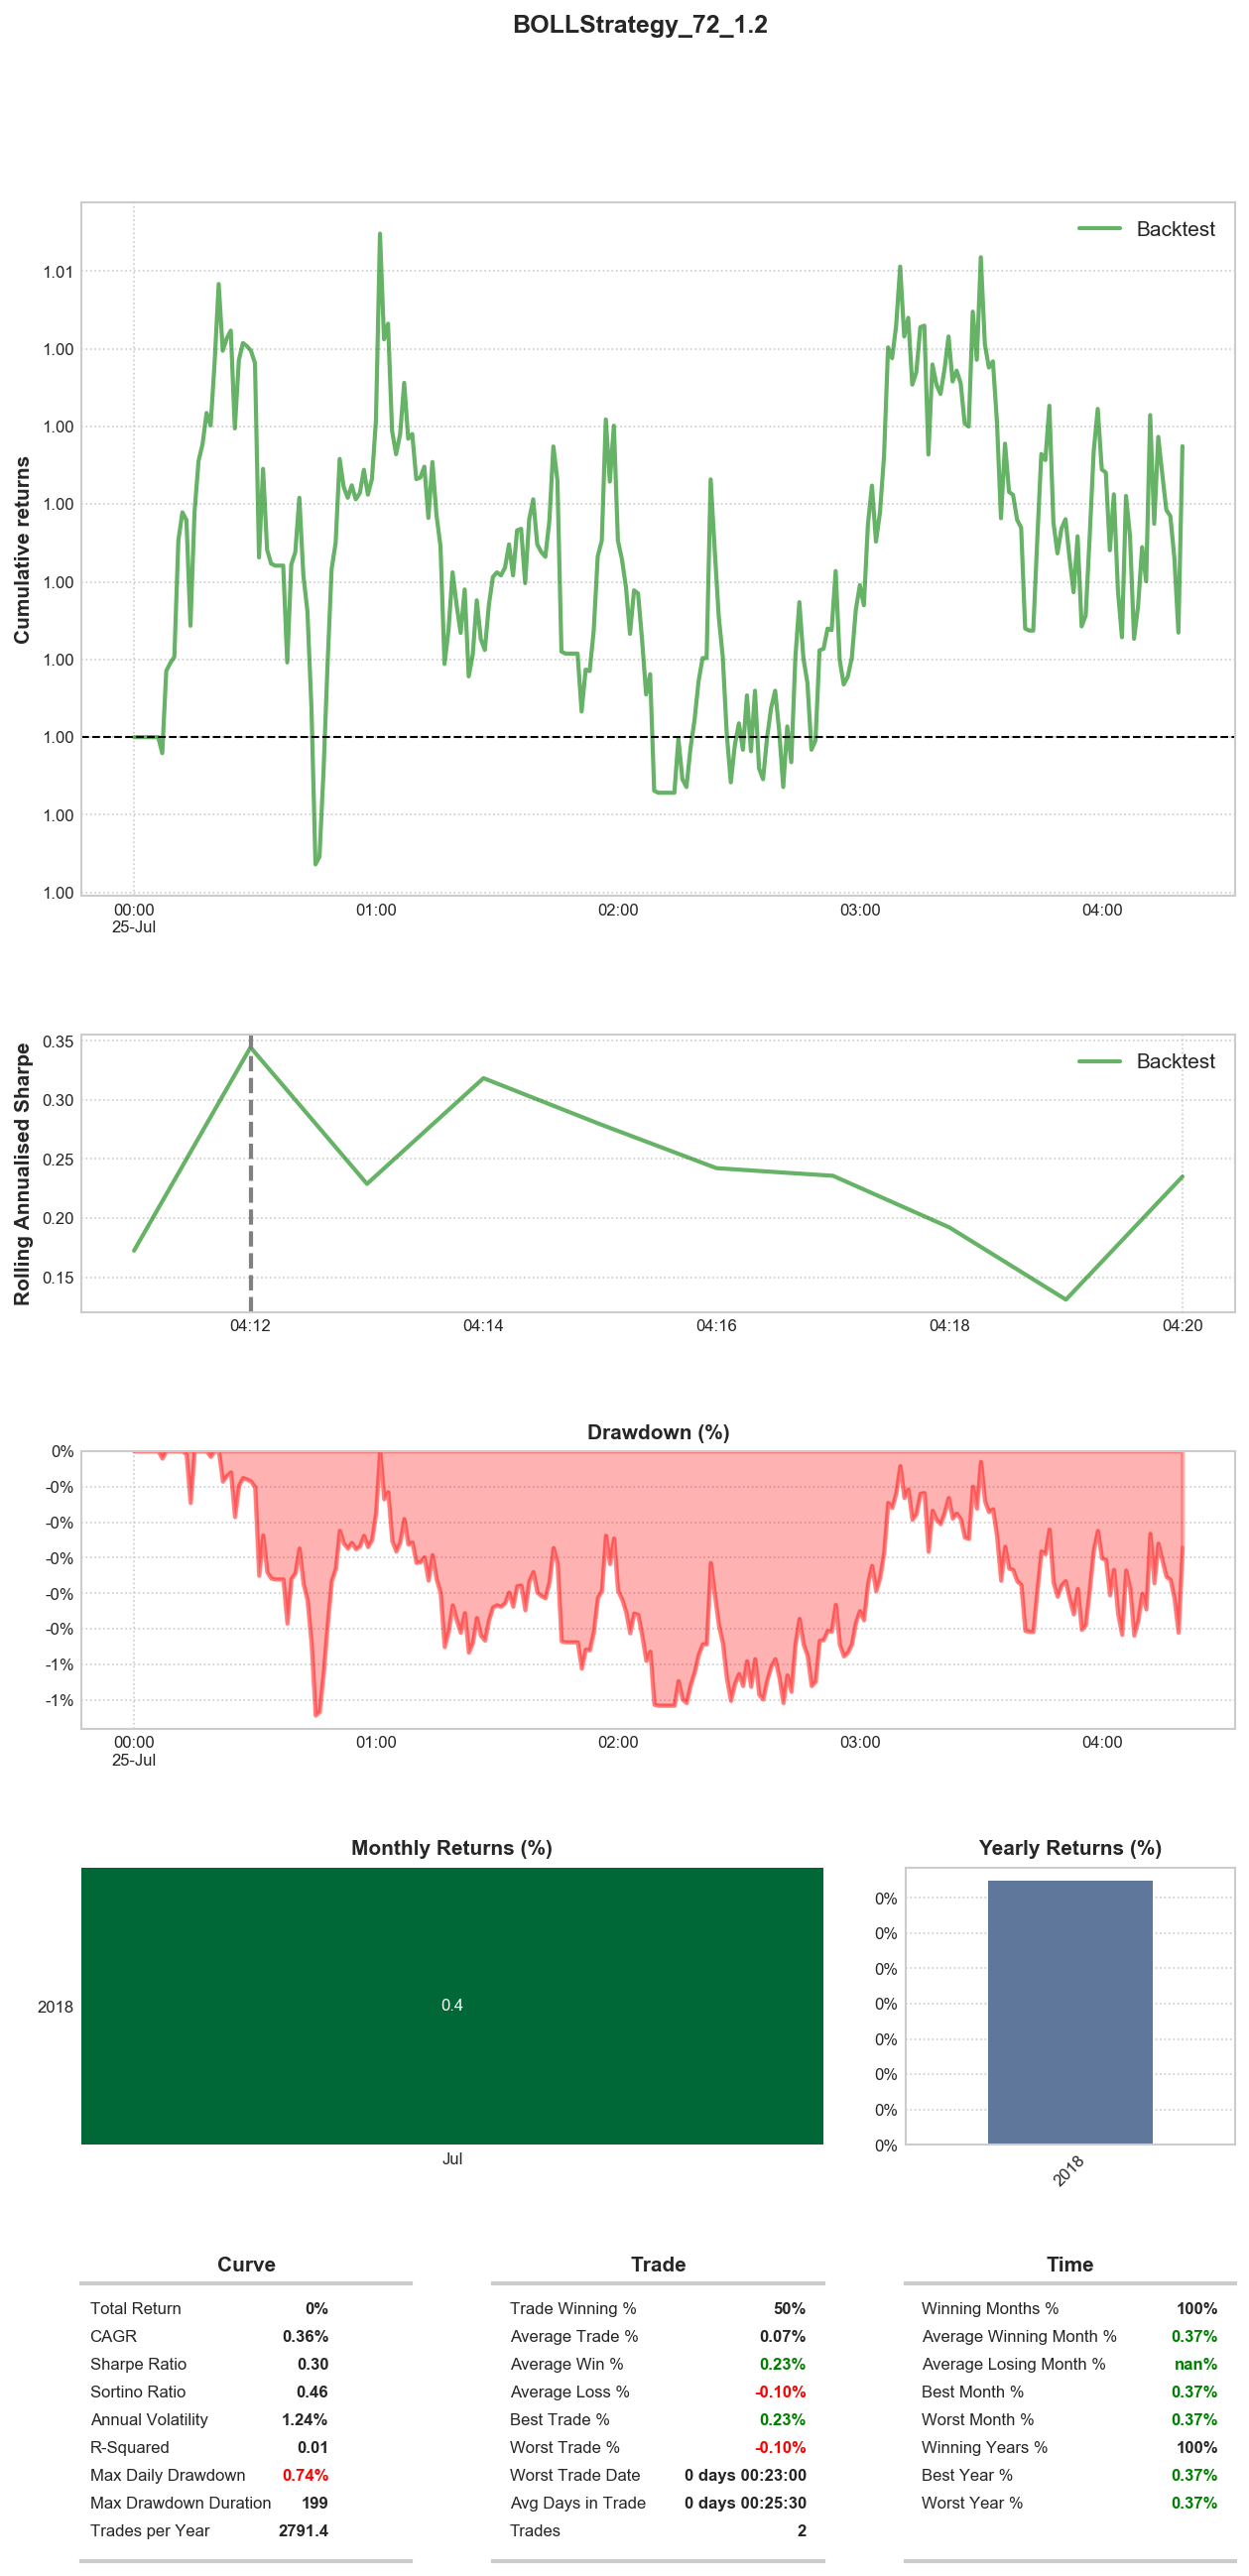 BOLLStrategy_72_1.2
Backtest
Cumulative returns
1.01
1.00
1.00
1.00
1.00
1.00
1.00
1.00
1.00
00:00 01:00 02:00 03:00 04:00
25-Jul
Backtest
Rolling Annualised Sharpe
0.35
0.30
0.25
0.20
0.15
04:12 04:14 04:16 04:18 04:20
Drawdown (%)
0%
-0%
-0%
-0%
-0%
-0%
-1%
-1%
00:00 01:00 02:00 03:00 04:00
25-Jul
Monthly Returns (%)
2018
0.4
Jul
Yearly Returns (%)
0%
0%
0%
0%
0%
0%
0%
0%
2018
Curve
Total Return 0%
CAGR 0.36%
Sharpe Ratio 0.30
Sortino Ratio 0.46
Annual Volatility 1.24%
R-Squared 0.01
Max Daily Drawdown 0.74%
Max Drawdown Duration 199
Trades per Year 2791.4
Trade
Trade Winning % 50%
Average Trade % 0.07%
Average Win % 0.23%
Average Loss % -0.10%
Best Trade % 0.23%
Worst Trade % -0.10%
Worst Trade Date 0 days 00:23:00
Avg Days in Trade 0 days 00:25:30
Trades 2
Time
Winning Months % 100%
Average Winning Month % 0.37%
Average Losing Month % nan%
Best Month % 0.37%
Worst Month % 0.37%
Winning Years % 100%
Best Year % 0.37%
Worst Year % 0.37%